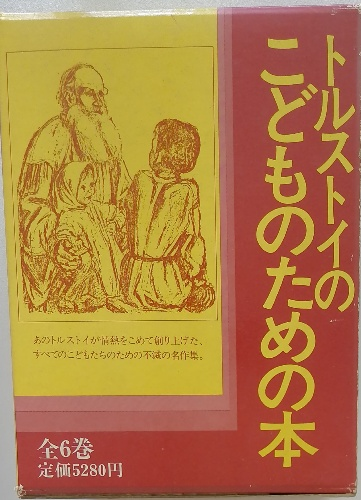 トルストイの
こどものための本
あのトルストイが情熱をこめて創り上げた、
すべてのこどもたちのための不滅の名作集。
全6巻
定価5280円